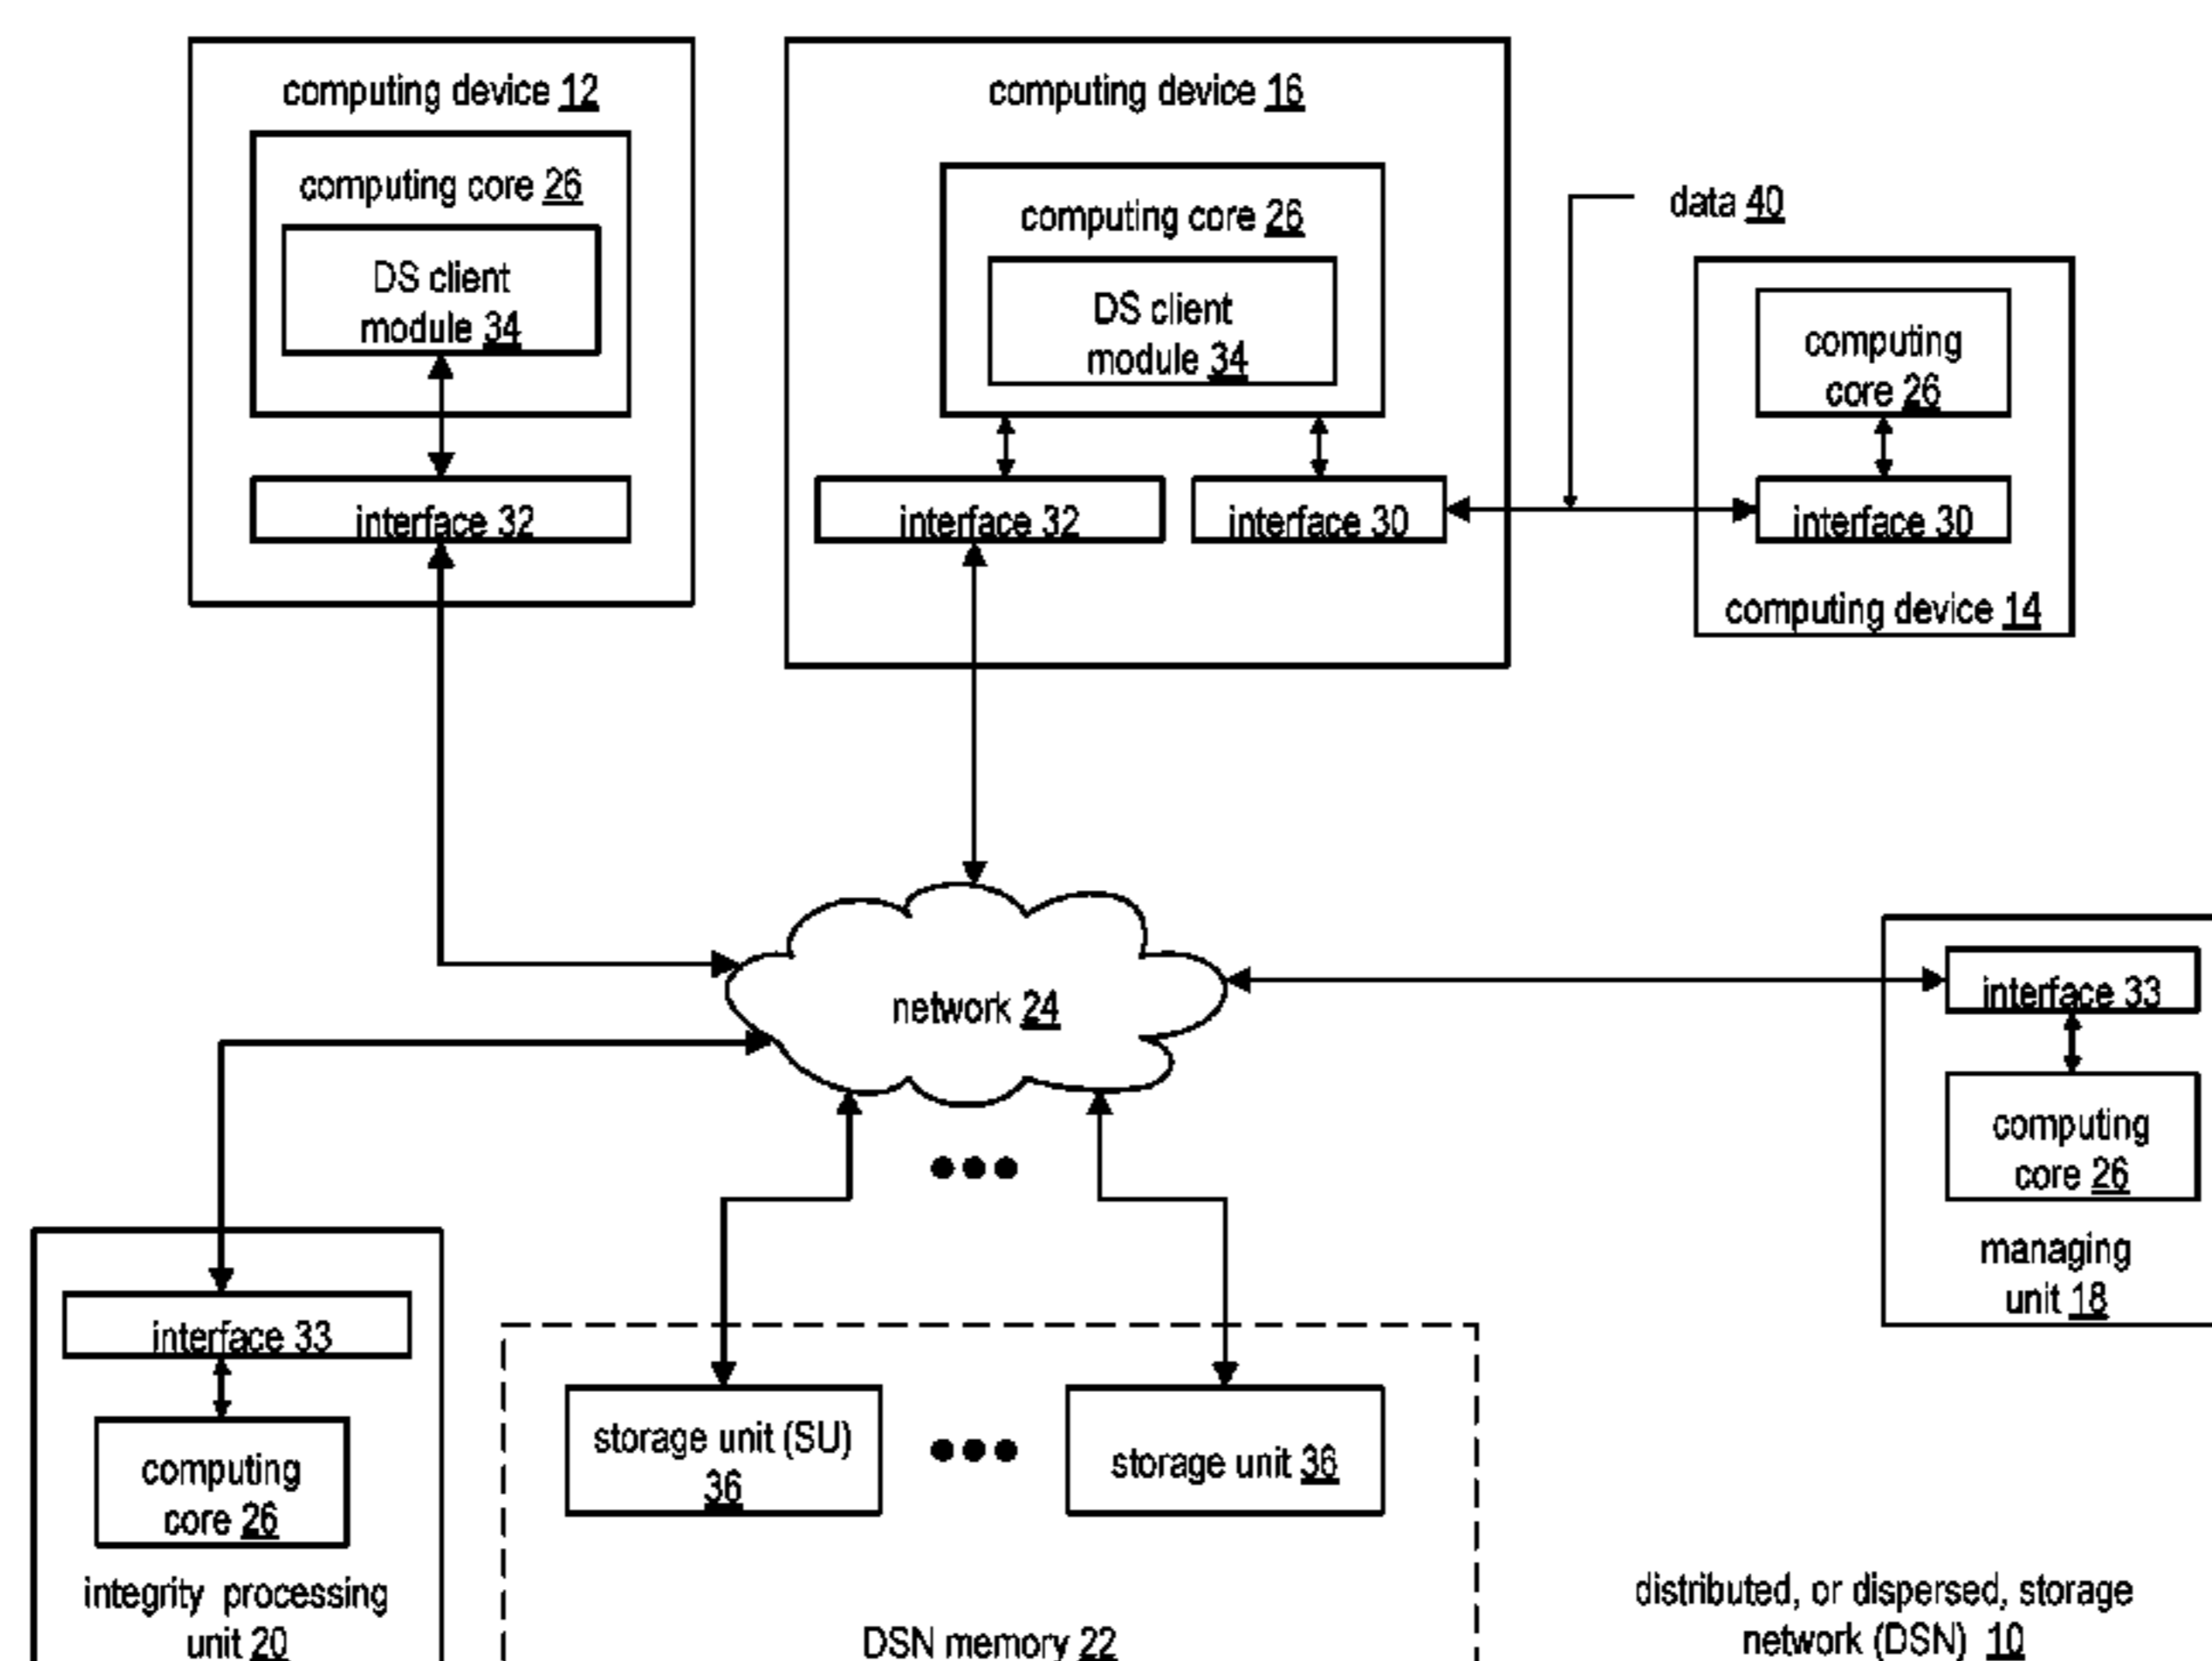 computing device 12
computing core 26
DS client
module 34
interface 32
computing device 16
computing core 26
DS client
module 34
interface 32
interface 30
data 40
computing
core 26
interface 30
computing device 14
network 24
interface 33
computing
core 26
managing
unit 18
interface 33
computing
core 26
integrity processing
unit 20
storage unit (SU)
36
storage unit 36
DSN memory 22
distributed, or dispersed, storage
network (DSN) 10